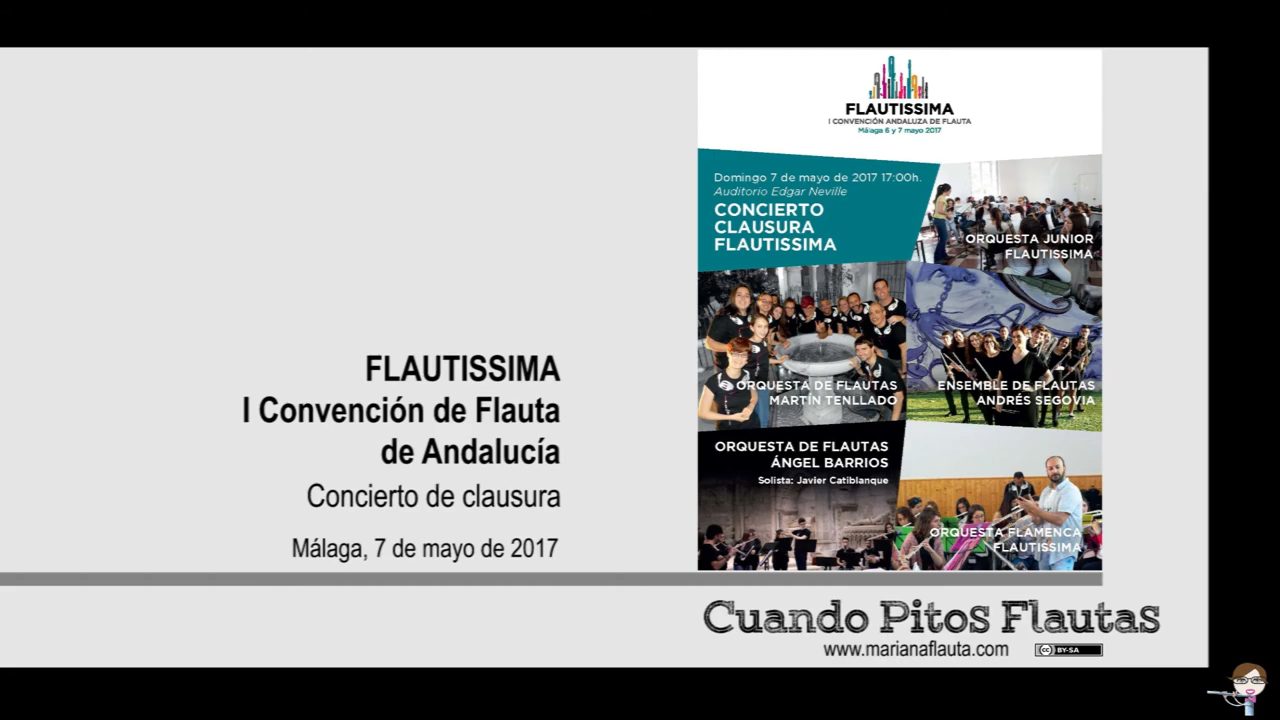 FLAUTISSIMA
I Convención de Flauta
de Andalucía
Concierto de clausura
Málaga, 7 de mayo de 2017
FLAUTISSIMA
I CONVENCIÓN ANDALUZA DE FLAUTA
Málaga 6 y 7 mayo 2017
Domingo 7 de mayo de 2017 17:00h.
Auditorio Edgar Neville
CONCIERTO
CLAUSURA
FLAUTISSIMA
ORQUESTA JUNIOR
FLAUTISSIMA
ORQUESTA DE FLAUTAS
MARTÍN TENLLADO
ENSEMBLE DE FLAUTAS
ANDRÉS SEGOVIA
ORQUESTA DE FLAUTAS
ÁNGEL BARRIOS
Solista: Javier Catiblanque
ORQUESTA FLAMENCA
FLAUTISSIMA
Cuando Pitos Flautas
www.marianaflauta.com
cc BY-SA